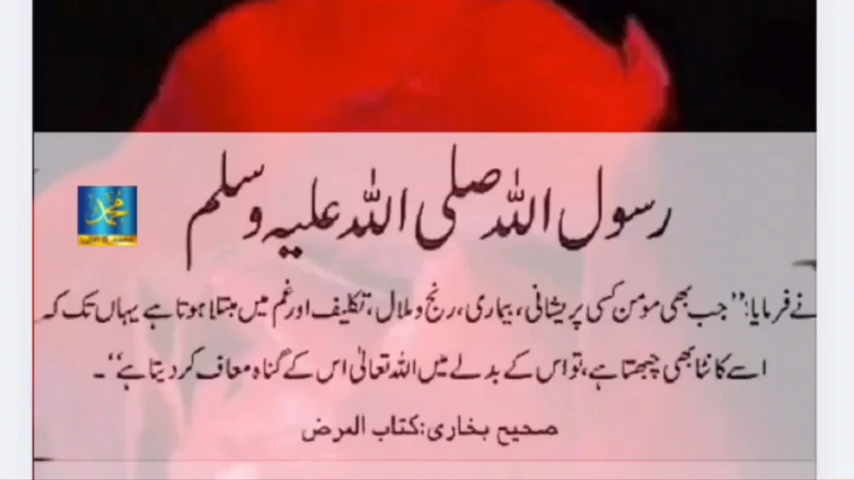 رسول اللہ صلی اللہ علیہ وسلم
محمد
نے فرمایا:”جب بھی مومن کسی پریشانی، بیماری، رنج و ملال، تکلیف اور غم میں مبتلا ہوتا ہے یہاں تک کہ
اسے کانٹا بھی چبھتا ہے، تو اس کے بدلے میں اللہ تعالیٰ اس کے گناہ معاف کر دیتا ہے“۔
صحیح بخاری:کتاب المرض